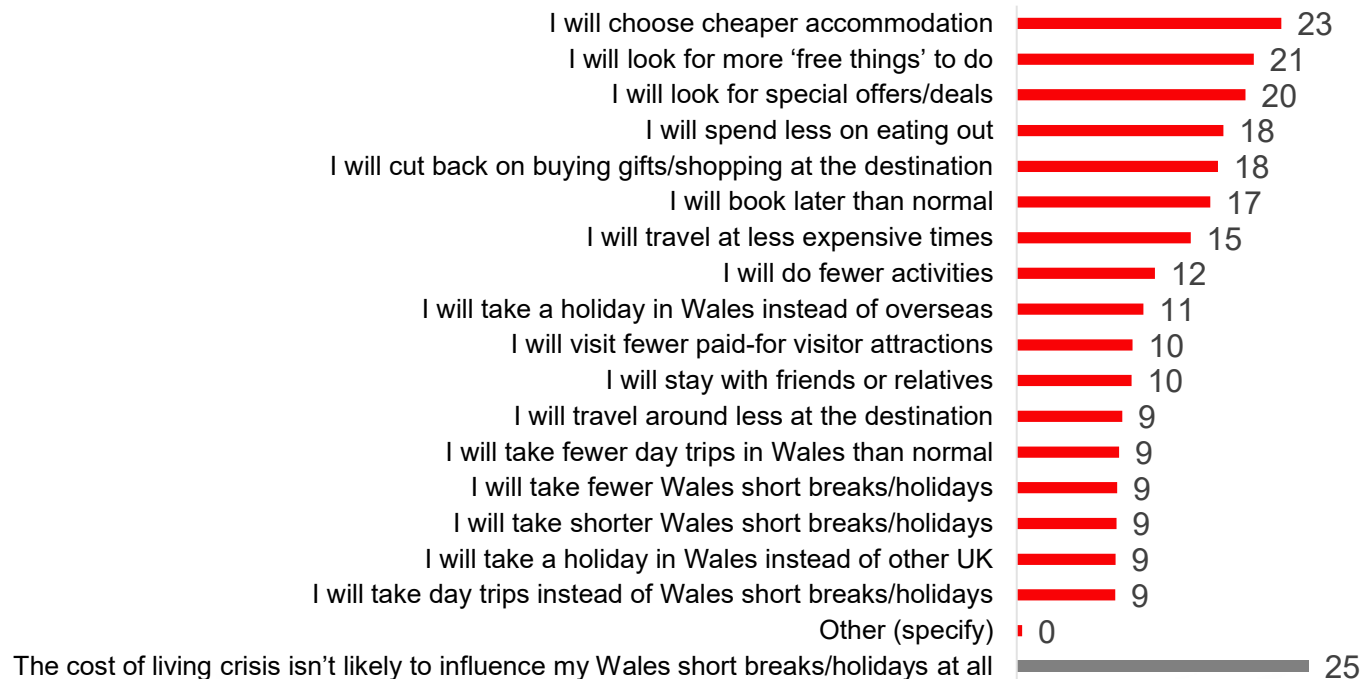 I will choose cheaper accommodation 23
I will look for more ‘free things’ to do 21
I will look for special offers/deals 20
I will spend less on eating out 18
I will cut back on buying gifts/shopping at the destination 18
I will book later than normal 17
I will travel at less expensive times 15
I will do fewer activities 12
I will take a holiday in Wales instead of overseas 11
I will visit fewer paid-for visitor attractions 10
I will stay with friends or relatives 10
I will travel around less at the destination 9
I will take fewer day trips in Wales than normal 9
I will take fewer Wales short breaks/holidays 9
I will take shorter Wales short breaks/holidays 9
I will take a holiday in Wales instead of other UK 9
I will take day trips instead of Wales short breaks/holidays 9
Other (specify) 0
The cost of living crisis isn’t likely to influence my Wales short breaks/holidays at all 25